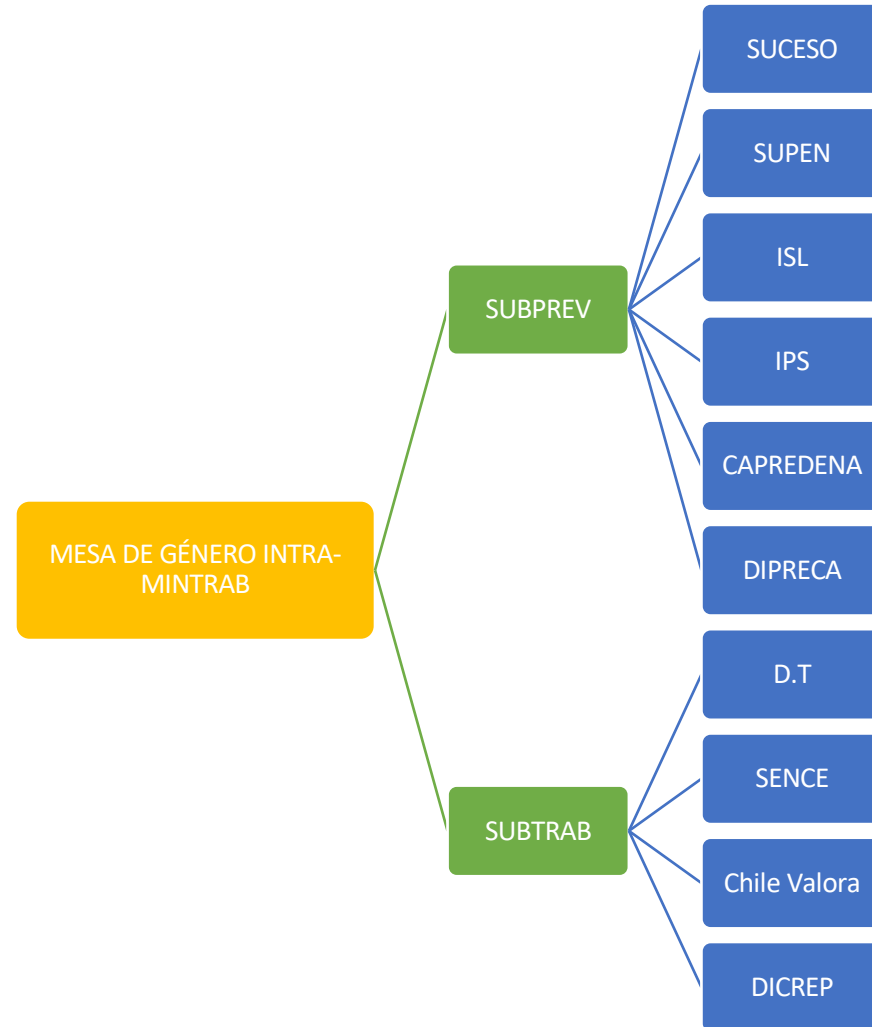 SUCESO
SUPEN
ISL
SUBPREV
IPS
CAPREDENA
MESA DE GÉNERO INTRA-
MINTRAB
DIPRECA
D.T
SENCE
SUBTRAB
Chile Valora
DICREP